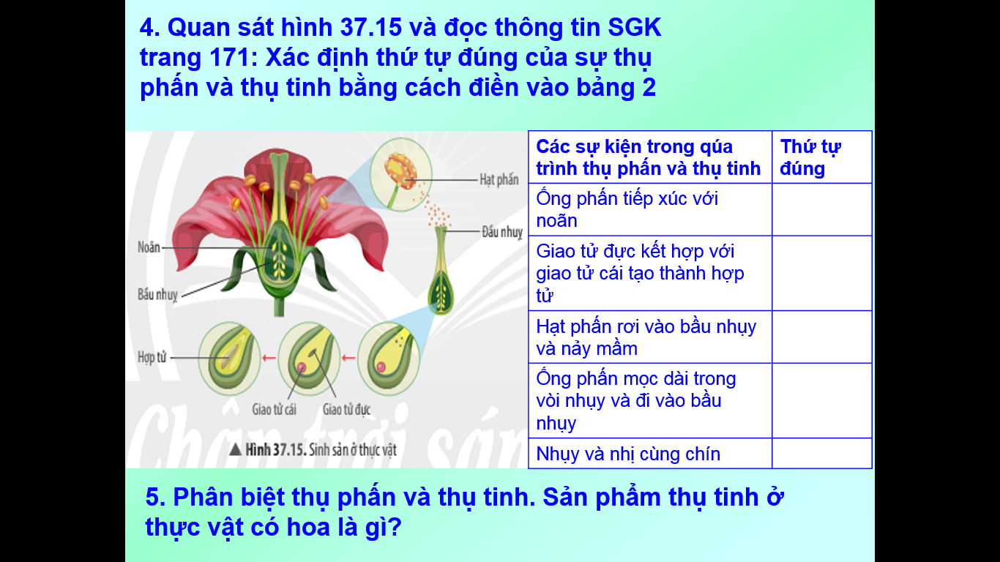 4. Quan sát hình 37.15 và đọc thông tin SGK
trang 171: Xác định thứ tự đúng của sự thụ
phấn và thụ tinh bằng cách điền vào bảng 2
Hạt phấn
Đầu nhuỵ
Noãn
Bầu nhuỵ
Hợp tử
Giao tử cái
Giao tử đực
Chân trời sán
▲ Hình 37.15. Sinh sản ở thực vật
Các sự kiện trong qúa
trình thụ phấn và thụ tinh
Thứ tự
đúng
Ống phấn tiếp xúc với
noãn
Giao tử đực kết hợp với
giao tử cái tạo thành hợp
tử
Hạt phấn rơi vào bầu nhụy
và nảy mầm
Ống phấn mọc dài trong
vòi nhụy và đi vào bầu
nhụy
Nhụy và nhị cùng chín
5. Phân biệt thụ phấn và thụ tinh. Sản phẩm thụ tinh ở
thực vật có hoa là gì?